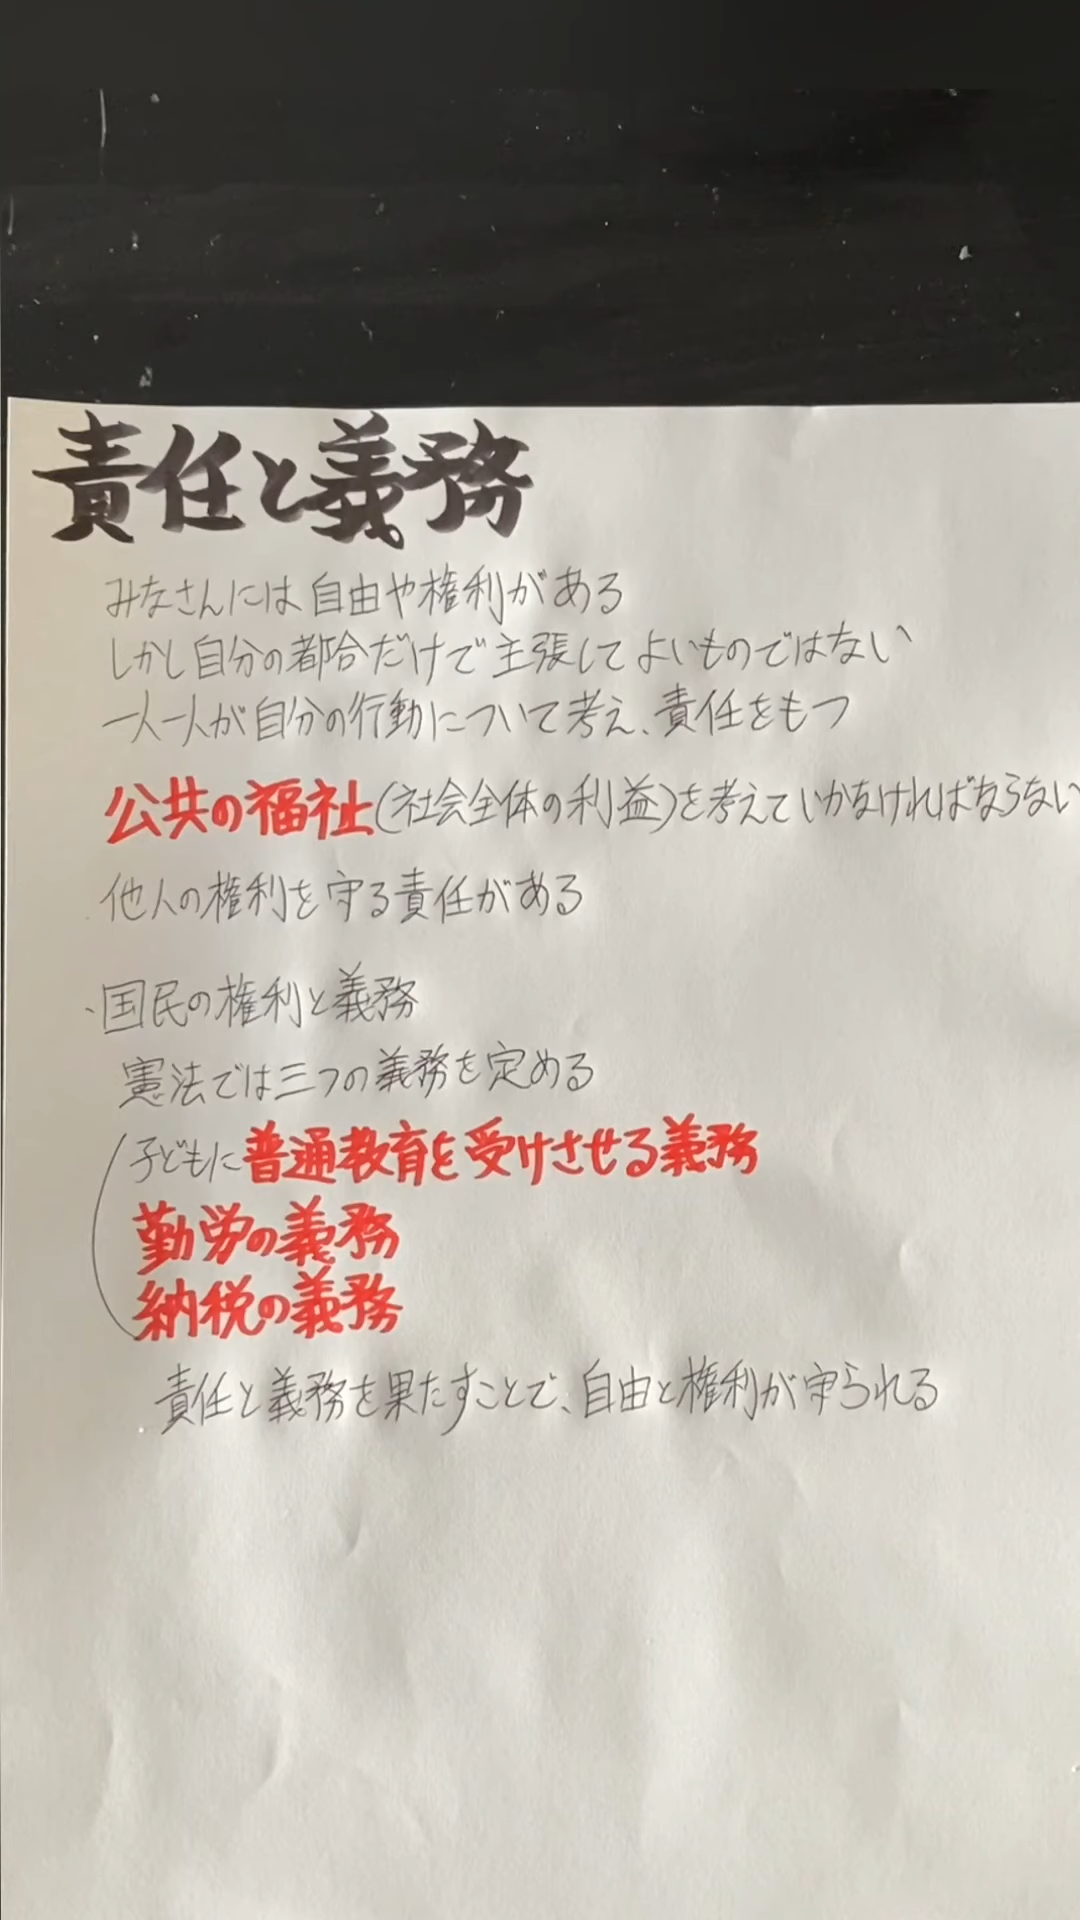 責任と義務
みなさんには自由や権利がある
しかし自分の都合だけで主張してよいものではない
一人一人が自分の行動について考え、責任をもつ
公共の福祉(社会全体の利益)を考えていかなければならない
他人の権利を守る責任がある
・国民の権利と義務
憲法では三つの義務を定める
子どもに普通教育を受けさせる義務
勤労の義務
納税の義務
責任と義務を果たすことで、自由と権利が守られる